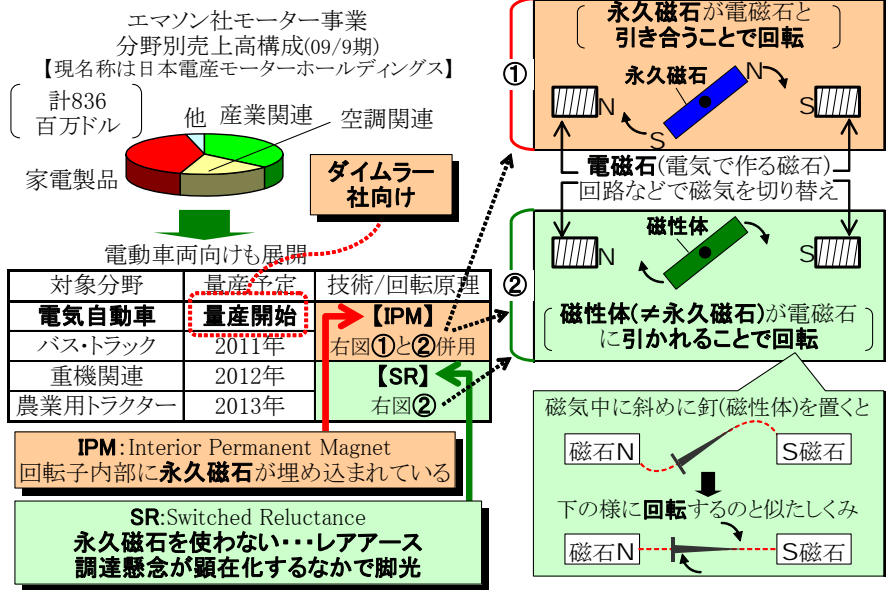 エマソン社モーター事業
分野別売上高構成(09/9期)
【現名称は日本電産モーターホールディングス】
計836
百万ドル
他
産業関連
空調関連
家電製品
ダイムラー
社向け
電動車両向けも展開
対象分野 量産予定 技術/回転原理
電気自動車 量産開始 【IPM】
バス・トラック 2011年 右図①と②併用
重機関連 2012年 【SR】
農業用トラクター 2013年 右図②
IPM:Interior Permanent Magnet
回転子内部に永久磁石が埋め込まれている
SR:Switched Reluctance
永久磁石を使わない・・・レアアース
調達懸念が顕在化するなかで脚光
①
永久磁石が電磁石と
引き合うことで回転
永久磁石
N
N
S
S
電磁石(電気で作る磁石)
回路などで磁気を切り替え
②
磁性体
N
S
磁性体(≠永久磁石)が電磁石
に引かれることで回転
磁気中に斜めに釘(磁性体)を置くと
磁石N
S磁石
下の様に回転するのと似たしくみ
磁石N
S磁石